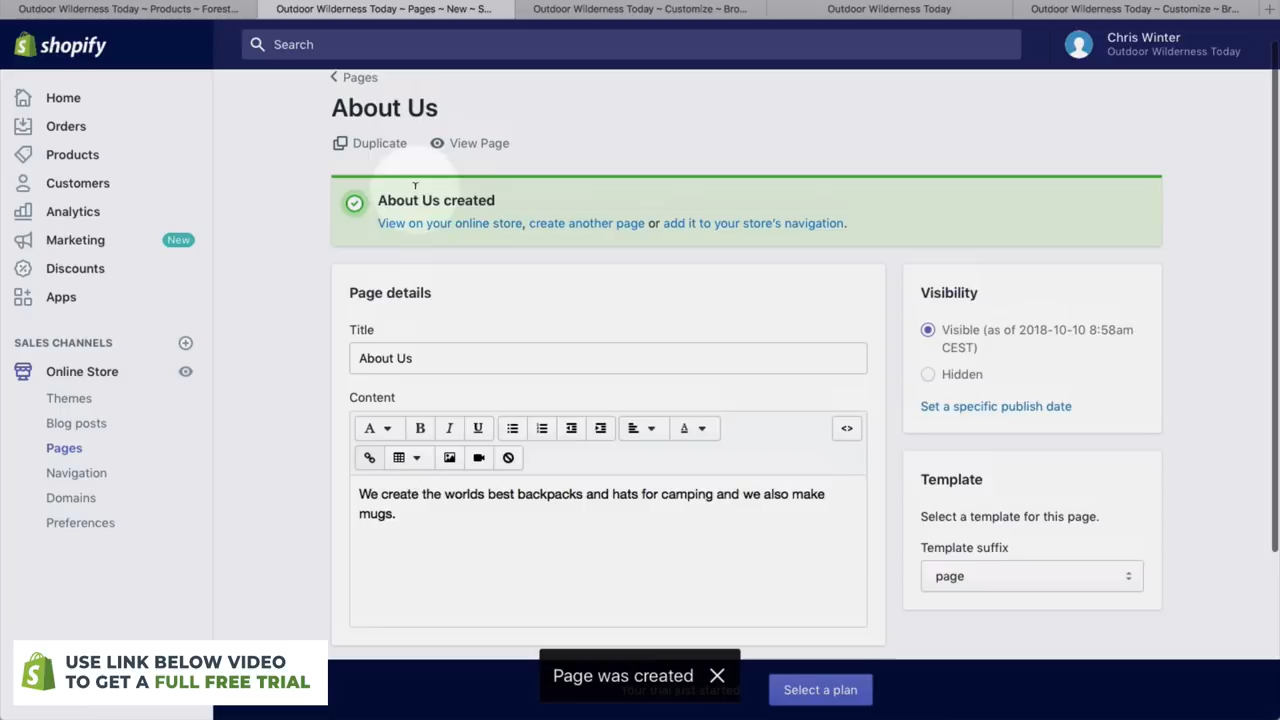 Outdoor Wilderness Today ~ Products ~ Forest...
Outdoor Wilderness Today ~ Pages ~ New ~ S...
Outdoor Wilderness Today ~ Customize ~ Bro...
Outdoor Wilderness Today
Outdoor Wilderness Today ~ Customize ~ Br...
shopify
Search
Chris Winter
Outdoor Wilderness Today
Home
Orders
Products
Customers
Analytics
Marketing
New
Discounts
Apps
SALES CHANNELS
Online Store
Themes
Blog posts
Pages
Navigation
Domains
Preferences
Pages
About Us
Duplicate
View Page
About Us created
View on your online store, create another page or add it to your store's navigation.
Page details
Title
About Us
Content
A
B
I
U
A
<>
We create the worlds best backpacks and hats for camping and we also make
mugs.
Visibility
Visible (as of 2018-10-10 8:58am
CEST)
Hidden
Set a specific publish date
Template
Select a template for this page.
Template suffix
page
USE LINK BELOW VIDEO
TO GET A FULL FREE TRIAL
Page was created
Your trial just started
Select a plan